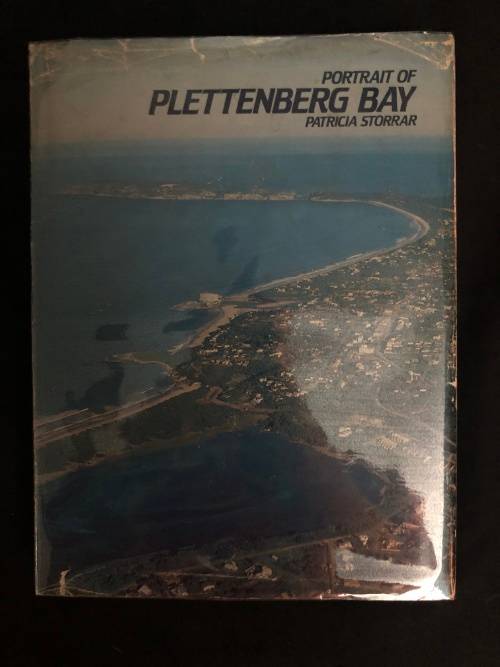 PORTRAIT OF
PLETTENBERG BAY
PATRICIA STORRAR